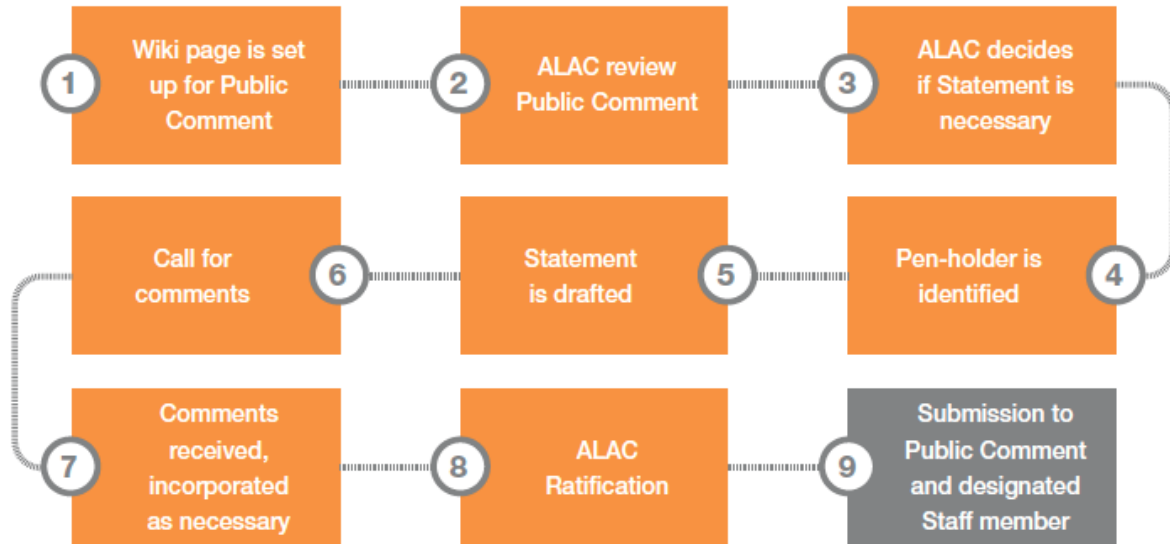 1
Wiki page is set
up for Public
Comment
2
ALAC review
Public Comment
3
ALAC decides
if Statement is
necessary
4
Pen-holder is
identified
5
Statement
is drafted
6
Call for
comments
7
Comments
received,
incorporated
as necessary
8
ALAC
Ratification
9
Submission to
Public Comment
and designated
Staff member